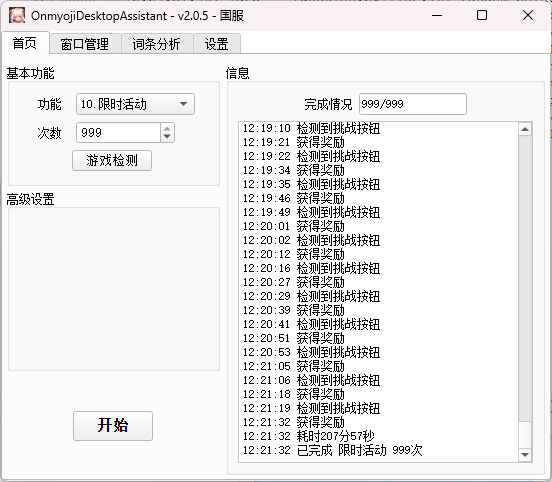 OnmyojiDesktopAssistant - v2.0.5 - 国服
首页 窗口管理 词条分析 设置
基本功能
功能 10.限时活动
次数 999
游戏检测
高级设置
开始
信息
完成情况 999/999
12:19:10 检测到挑战按钮
12:19:21 获得奖励
12:19:22 检测到挑战按钮
12:19:34 获得奖励
12:19:35 检测到挑战按钮
12:19:46 获得奖励
12:19:49 检测到挑战按钮
12:20:01 获得奖励
12:20:02 检测到挑战按钮
12:20:12 获得奖励
12:20:16 检测到挑战按钮
12:20:27 获得奖励
12:20:29 检测到挑战按钮
12:20:39 获得奖励
12:20:41 检测到挑战按钮
12:20:51 获得奖励
12:20:53 检测到挑战按钮
12:21:05 获得奖励
12:21:06 检测到挑战按钮
12:21:18 获得奖励
12:21:19 检测到挑战按钮
12:21:32 获得奖励
12:21:32 耗时207分57秒
12:21:32 已完成 限时活动 999次